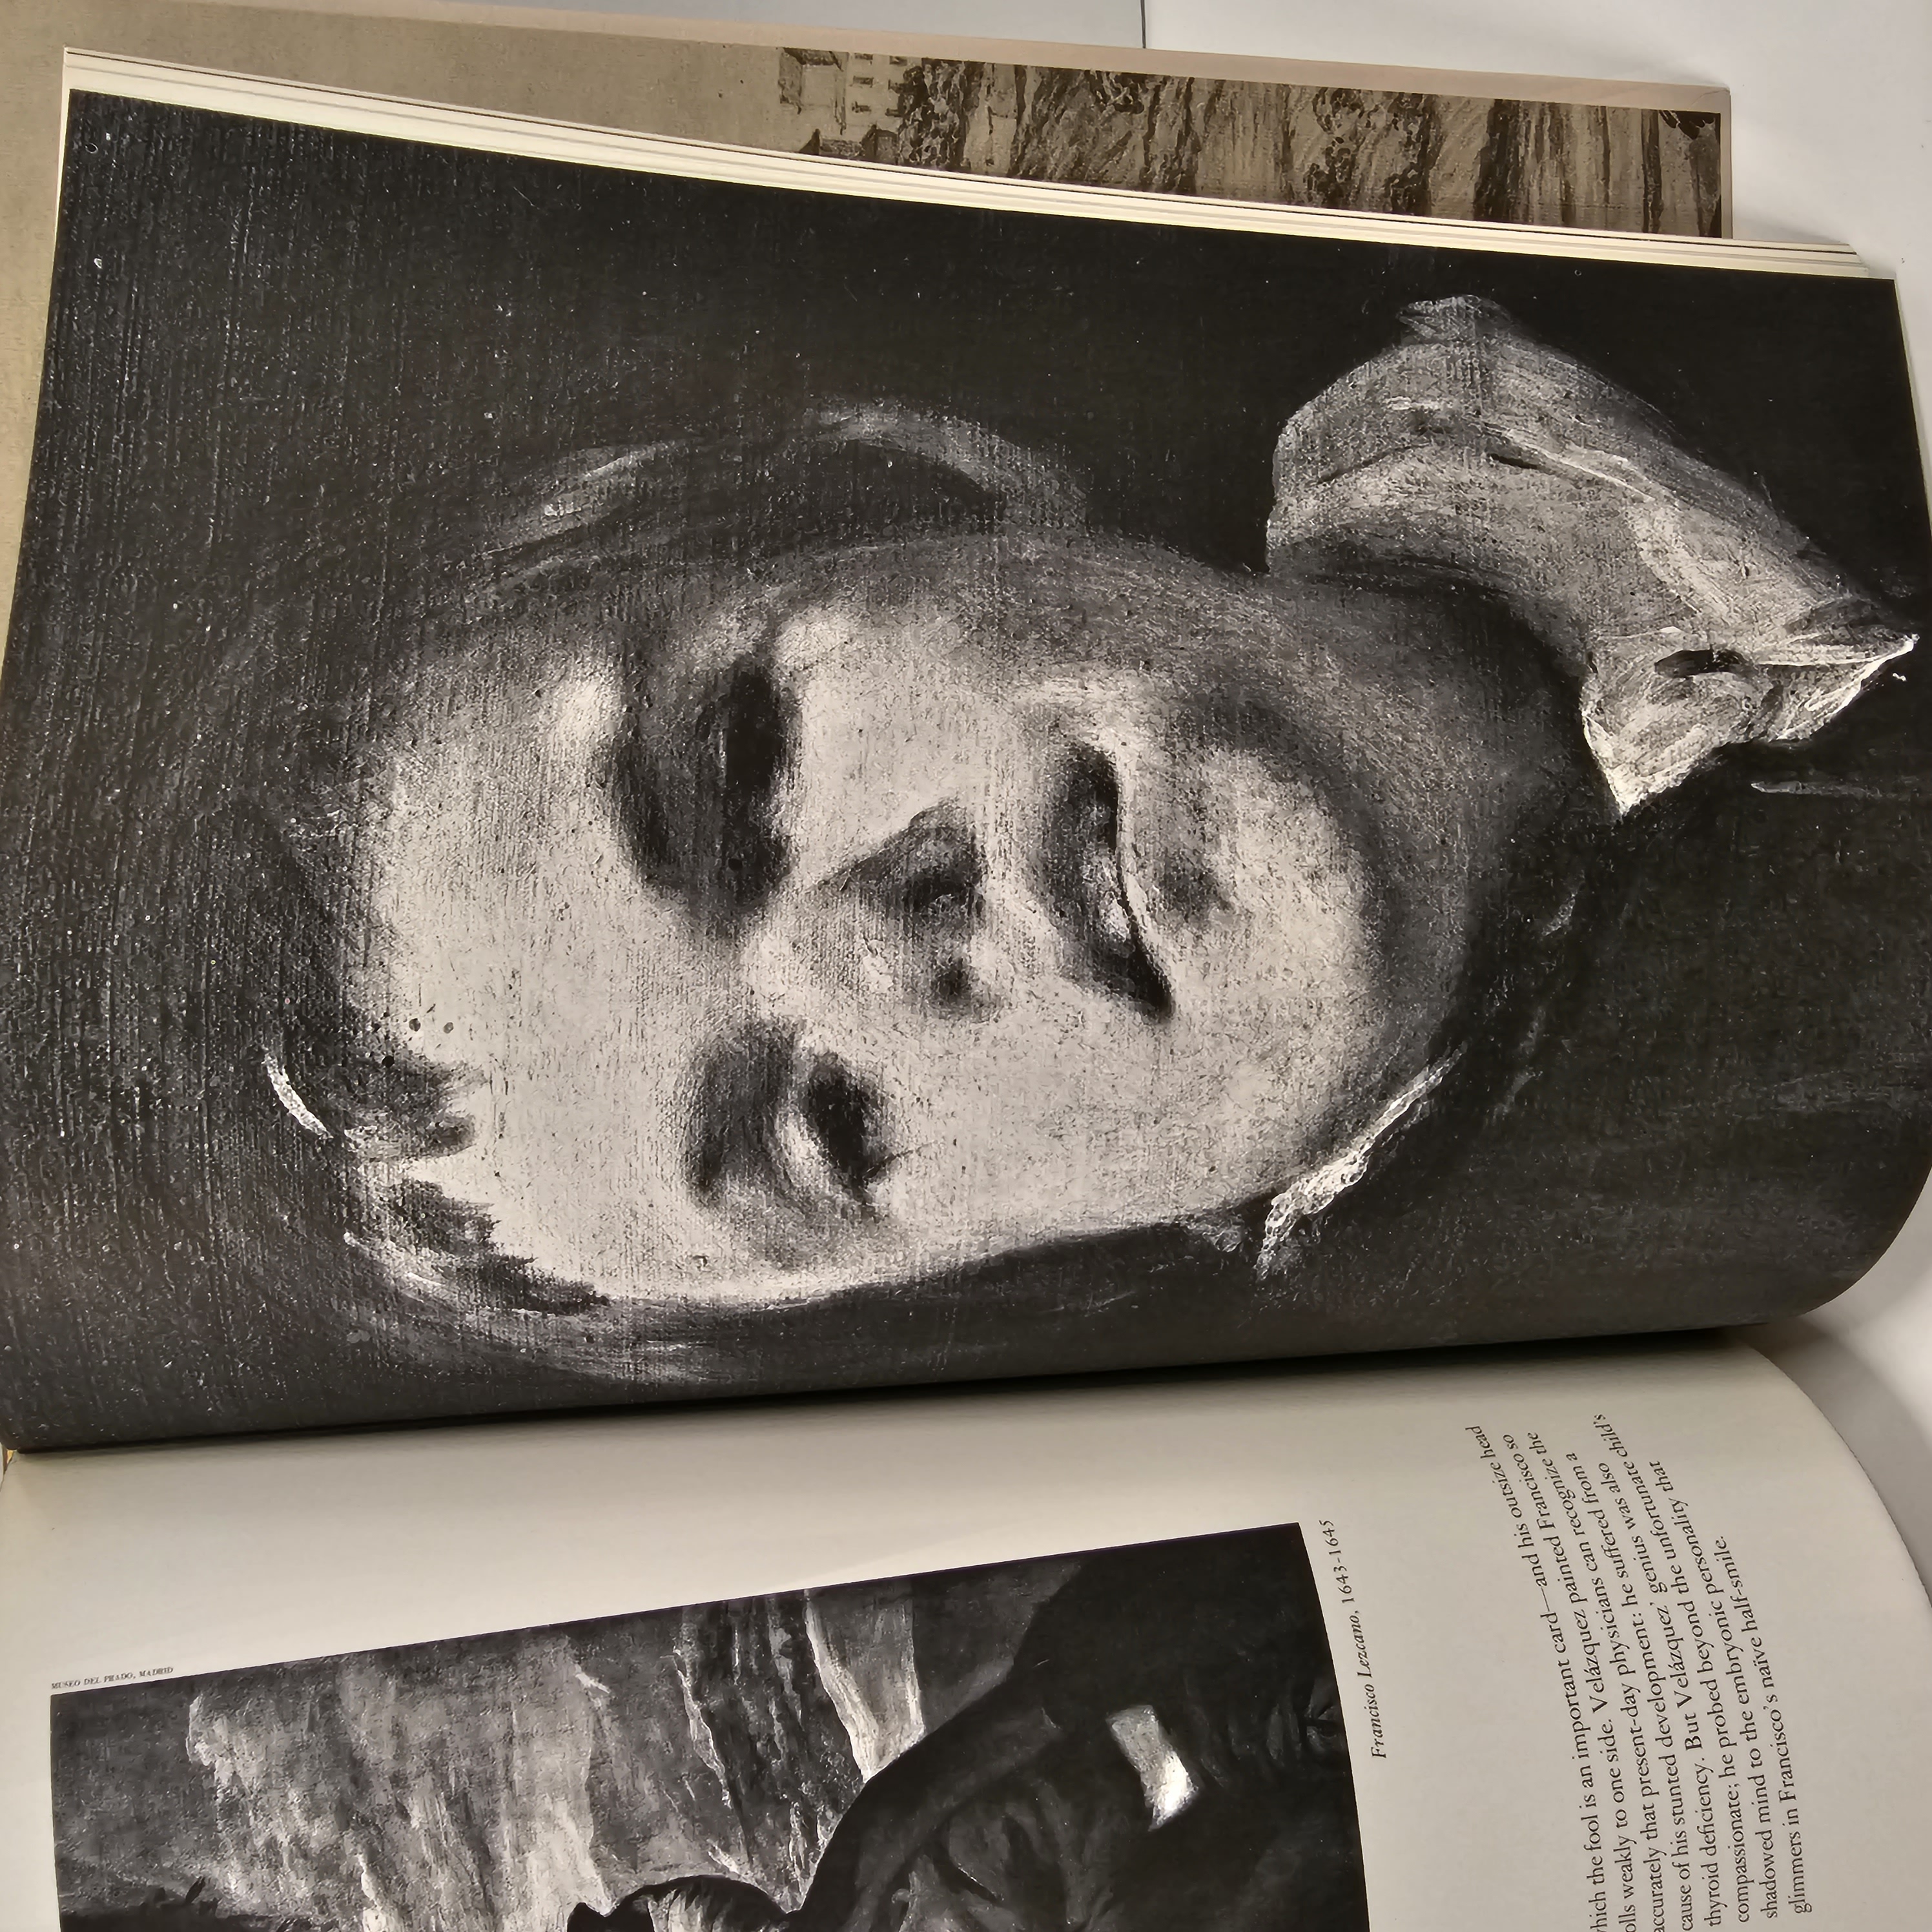 MUSEO DEL PRADO, MADRID
Francisco Lezcano, 1643-1645
which the fool is an important card—and his outsize head
olls weakly to one side. Velázquez painted Francisco so
accurately that present-day physicians can recognize the
cause of his stunted development: he suffered from a
thyroid deficiency. But Velázquez' genius was also
compassionate; he probed beyond the unfortunate child's
shadowed mind to the embryonic personality that
glimmers in Francisco's naïve half-smile.